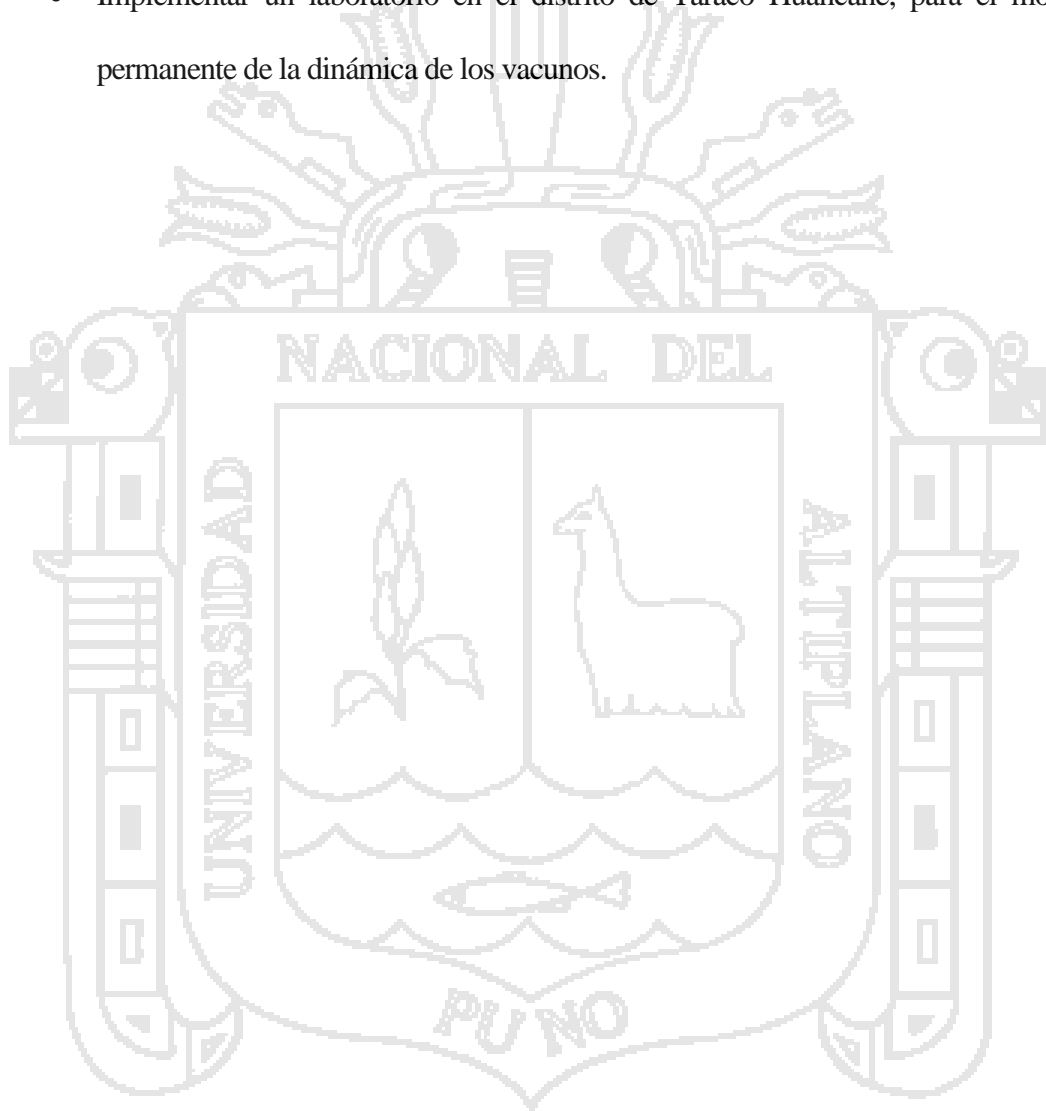 Implementar un laboratorio en el distrito de Taraco Huancané, para el
permanente de la dinámica de los vacunos.
NACIONAL DEL
UNIVERSIDAD
ALTIPLANO
PUNO